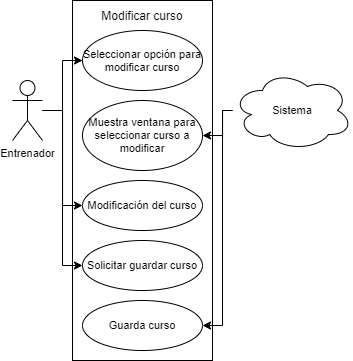 Modificar curso
Seleccionar opción para
modificar curso
Muestra ventana para
seleccionar curso a
modificar
Sistema
Entrenador
Modificación del curso
Solicitar guardar curso
Guarda curso